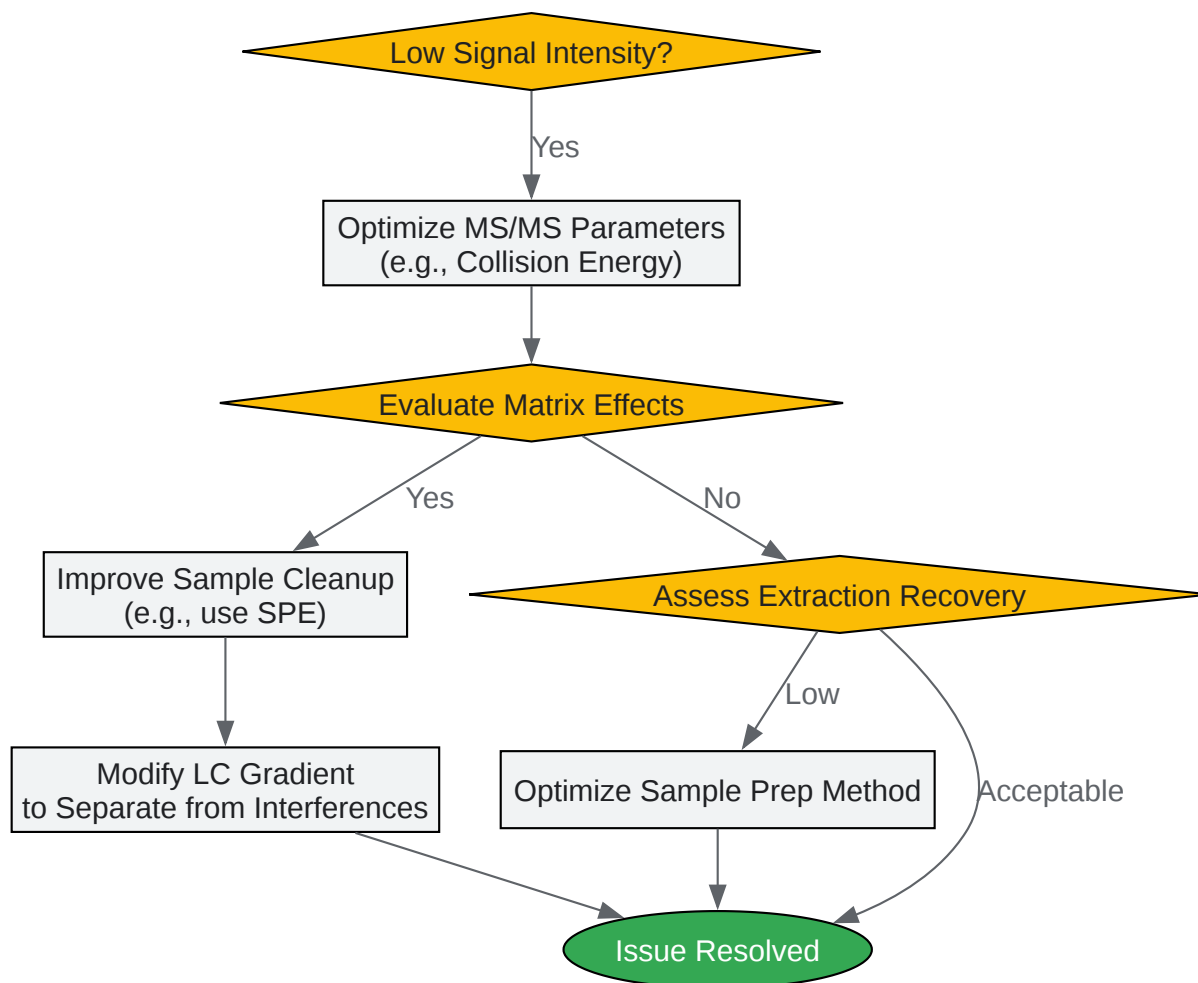 Low Signal Intensity?
Yes
Optimize MS/MS Parameters
(e.g., Collision Energy)
Evaluate Matrix Effects
Yes
No
Improve Sample Cleanup
(e.g., use SPE)
Assess Extraction Recovery
Low
Modify LC Gradient
to Separate from Interferences
Optimize Sample Prep Method
Acceptable
Issue Resolved